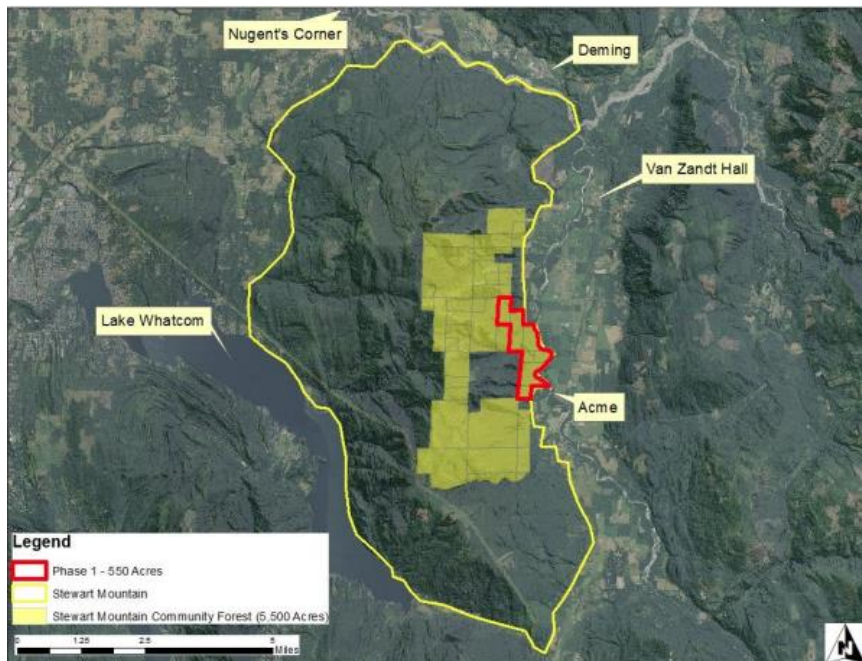 Nugent's Corner
Deming
Van Zandt Hall
Lake Whatcom
Acme
Legend
Phase 1 - 550 Acres
Stewart Mountain
Stewart Mountain Community Forest (5,500 Acres)
0 1.25 2.5 5
Miles
N